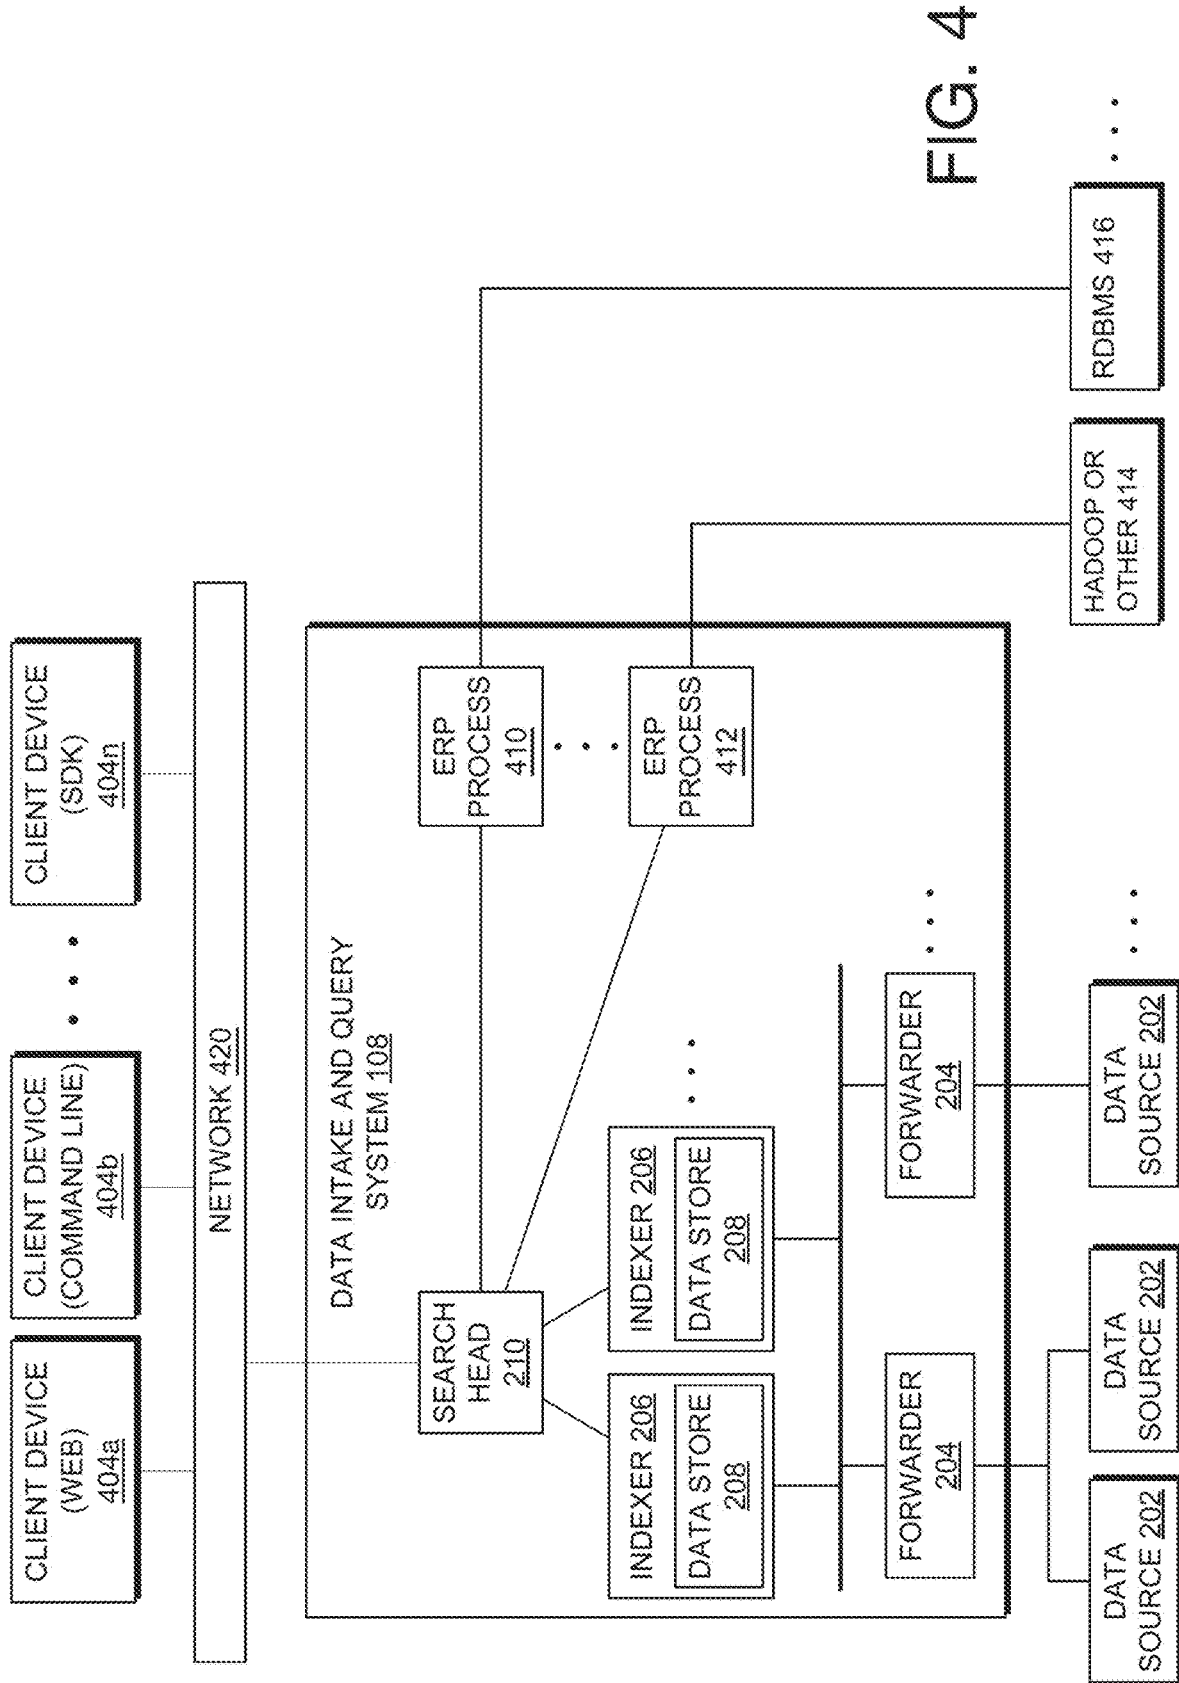 CLIENT DEVICE
(WEB)
404a
CLIENT DEVICE
(COMMAND LINE)
404b
CLIENT DEVICE
(SDK)
404n
NETWORK 420
DATA INTAKE AND QUERY
SYSTEM 108
SEARCH
HEAD
210
ERP
PROCESS
410
ERP
PROCESS
412
INDEXER 206
DATA STORE
208
INDEXER 206
DATA STORE
208
FORWARDER
204
FORWARDER
204
DATA
SOURCE 202
DATA
SOURCE 202
DATA
SOURCE 202
HADOOP OR
OTHER 414
RDBMS 416
FIG. 4